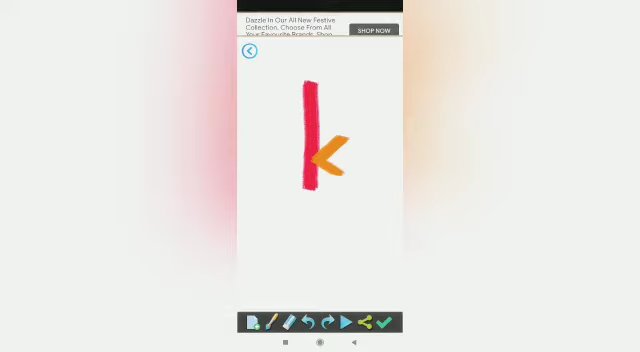 Dazzle In Our All New Festive
Collection, Choose From All
Your Favourite Brands. Shop
SHOP NOW
k